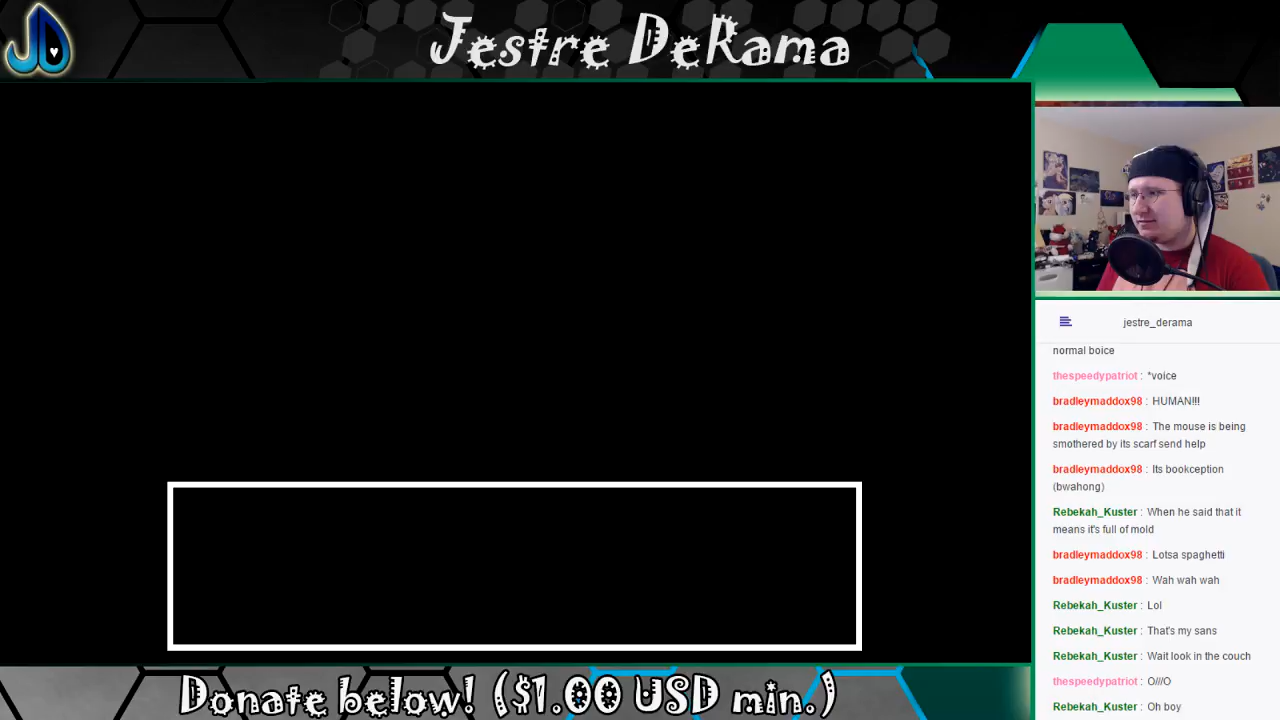 JD
Jestre DeRama
jestre_derama
normal boice
thespeedypatriot : *voice
bradleymaddox98 : HUMAN!!!
bradleymaddox98 : The mouse is being
smothered by its scarf send help
bradleymaddox98 : Its bookception
(bwahong)
Rebekah_Kuster : When he said that it
means it's full of mold
bradleymaddox98 : Lotsa spaghetti
bradleymaddox98 : Wah wah wah
Rebekah_Kuster : Lol
Rebekah_Kuster : That's my sans
Rebekah_Kuster : Wait look in the couch
thespeedypatriot : O///O
Rebekah_Kuster : Oh boy
Donate below! ($1.00 USD min.)